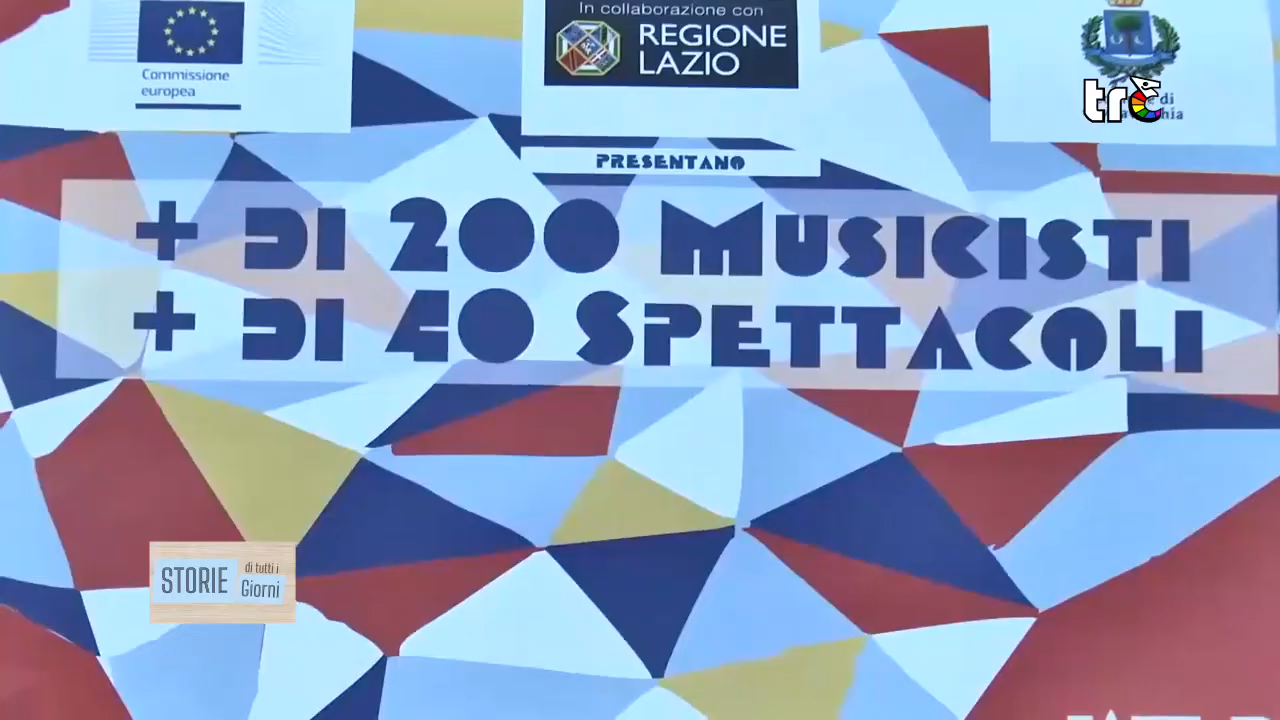 In collaborazione con
REGIONE
LAZIO
Commissione
europea
di
trc
PRESENTANO
+ DI 200 MUSICISTI
+ DI 40 SPETTACOLI
STORIE
di tutti i
Giorni